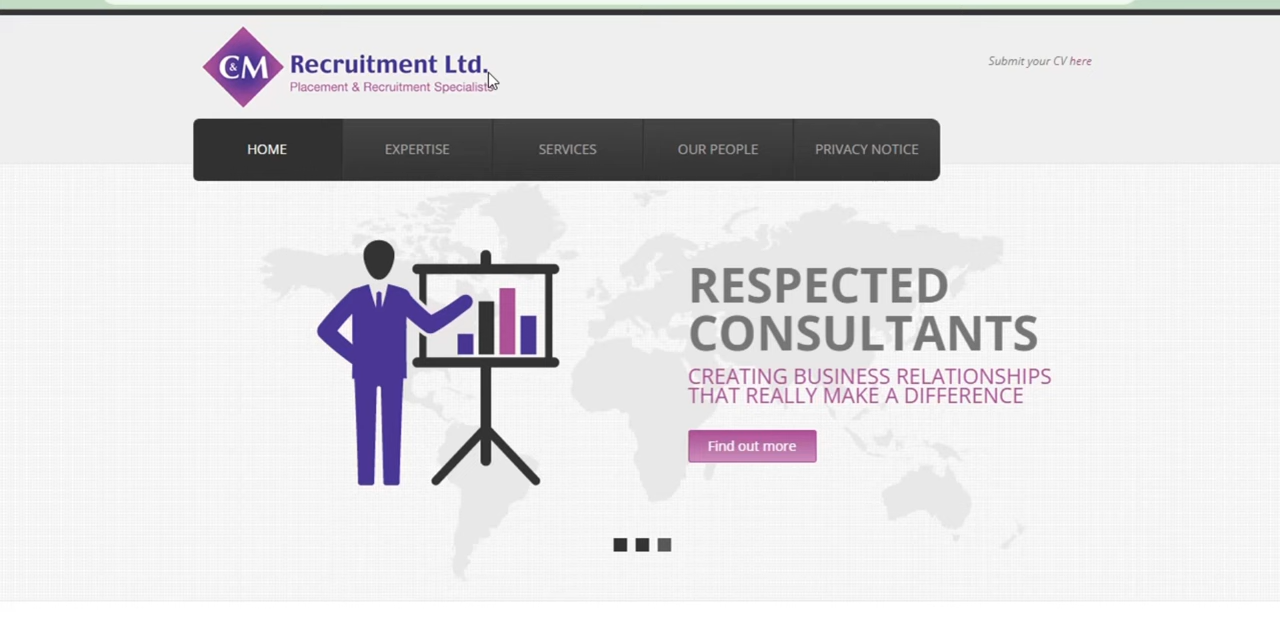 C&M
Recruitment Ltd.
Placement & Recruitment Specialists
Submit your CV here
HOME
EXPERTISE
SERVICES
OUR PEOPLE
PRIVACY NOTICE
RESPECTED
CONSULTANTS
CREATING BUSINESS RELATIONSHIPS
THAT REALLY MAKE A DIFFERENCE
Find out more